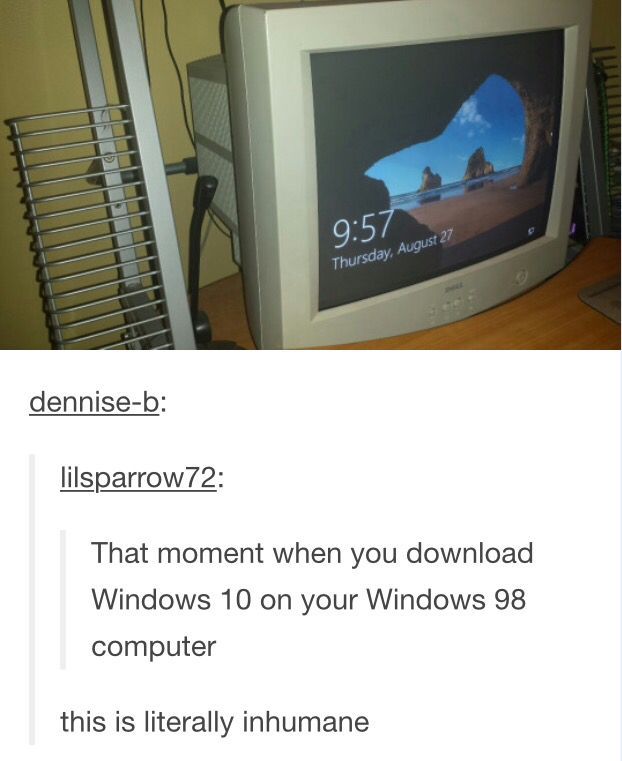 9:57
Thursday, August 27
DELL
dennise-b:
lilsparrow72:
That moment when you download
Windows 10 on your Windows 98
computer
this is literally inhumane